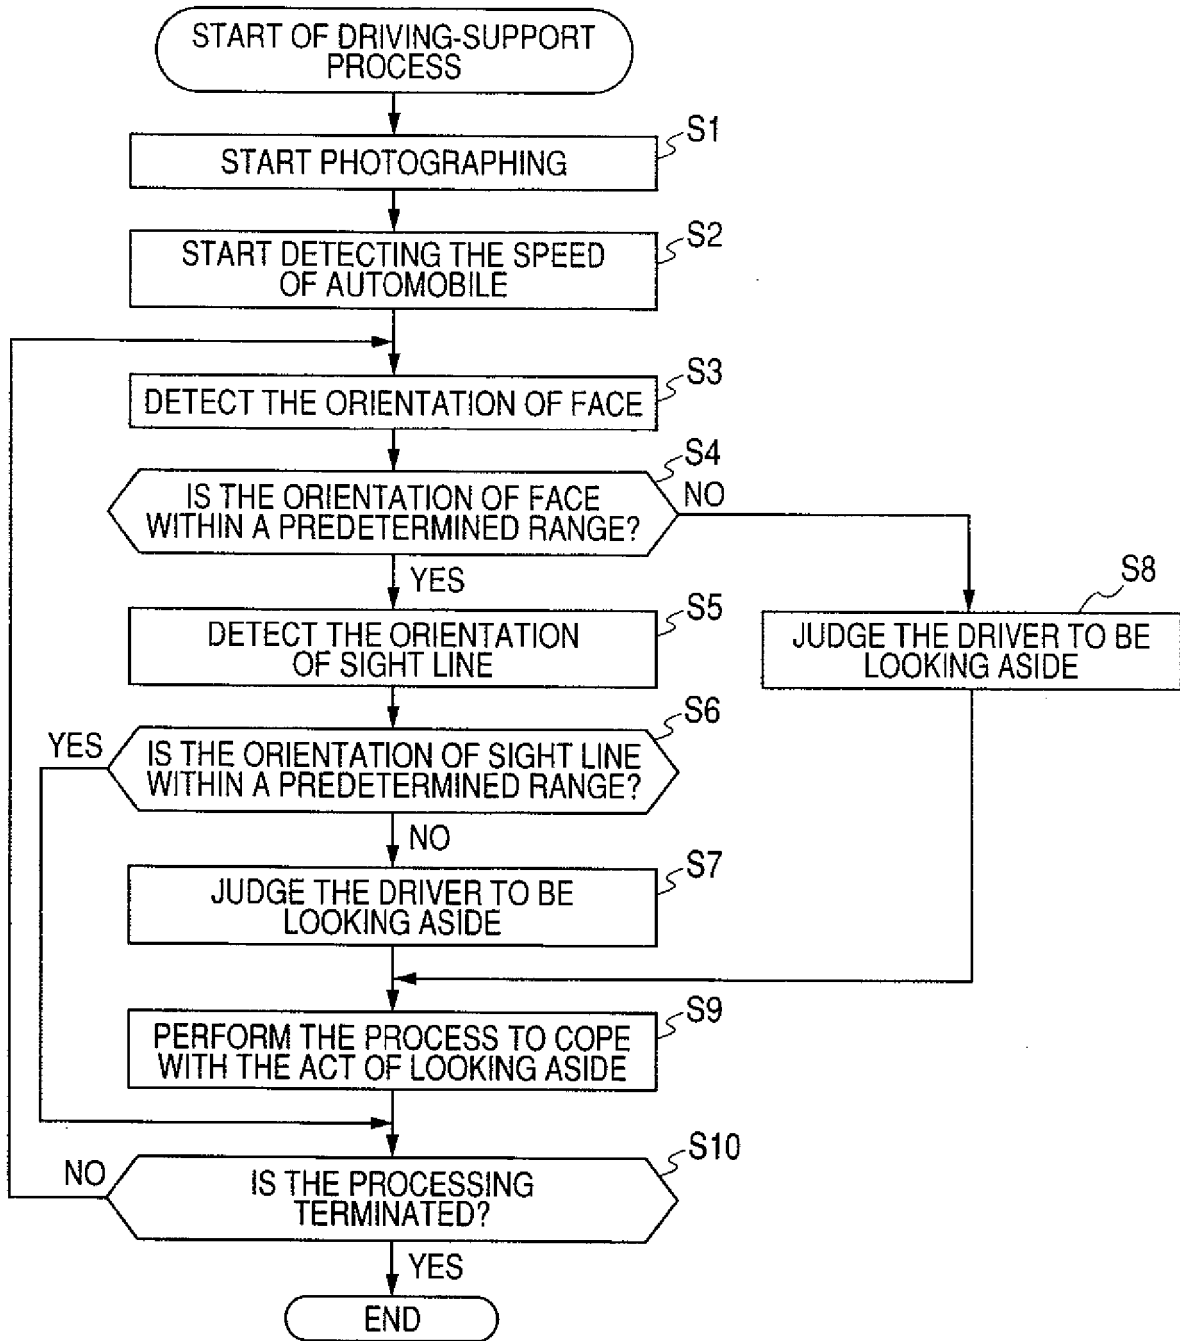 START OF DRIVING-SUPPORT
PROCESS
S1
START PHOTOGRAPHING
S2
START DETECTING THE SPEED
OF AUTOMOBILE
S3
DETECT THE ORIENTATION OF FACE
S4
IS THE ORIENTATION OF FACE
WITHIN A PREDETERMINED RANGE?
NO
YES
S8
JUDGE THE DRIVER TO BE
LOOKING ASIDE
S5
DETECT THE ORIENTATION
OF SIGHT LINE
S6
YES
IS THE ORIENTATION OF SIGHT LINE
WITHIN A PREDETERMINED RANGE?
NO
S7
JUDGE THE DRIVER TO BE
LOOKING ASIDE
S9
PERFORM THE PROCESS TO COPE
WITH THE ACT OF LOOKING ASIDE
S10
NO
IS THE PROCESSING
TERMINATED?
YES
END